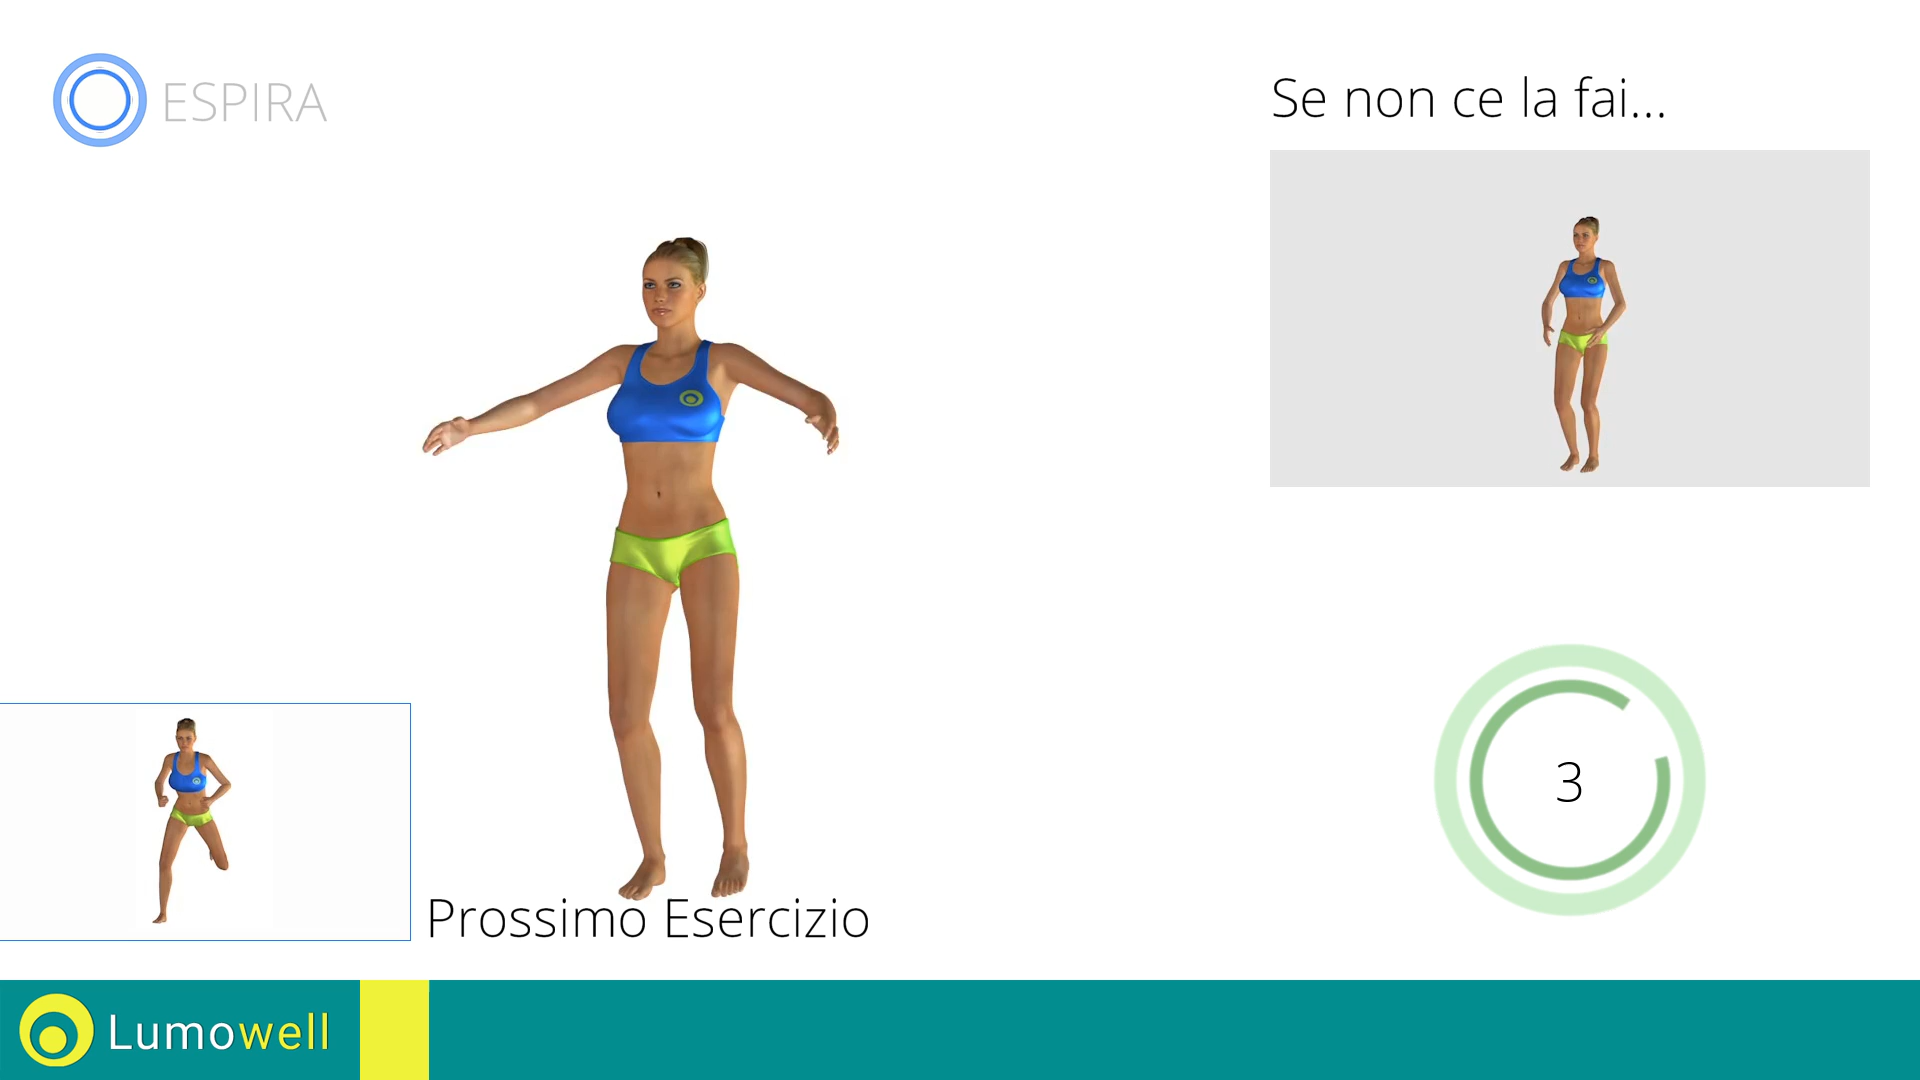 ESPIRA
Se non ce la fai...
3
Prossimo Esercizio
Lumowell